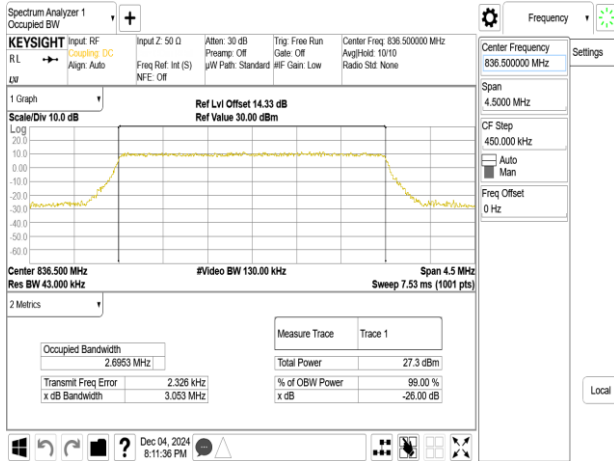 Spectrum Analyzer 1
Occupied BW
Frequency
KEYSIGHT
RL
LXI
Input: RF
Coupling: DC
Align: Auto
Input Z: 50 Ω
Freq Ref: Int (S)
NFE: Off
Atten: 30 dB
Preamp: Off
µW Path: Standard
Trig: Free Run
Gate: Off
#IF Gain: Low
Center Freq: 836.500000 MHz
Avg|Hold: 10/10
Radio Std: None
Center Frequency
836.500000 MHz
Settings
Span
4.5000 MHz
CF Step
450.000 kHz
Auto
Man
Freq Offset
0 Hz
Local
1 Graph
Scale/Div 10.0 dB
Ref Lvl Offset 14.33 dB
Ref Value 30.00 dBm
Log
20.0
10.0
0.00
-10.0
-20.0
-30.0
-40.0
-50.0
-60.0
Center 836.500 MHz
#Video BW 130.00 kHz
Span 4.5 MHz
Res BW 43.000 kHz
Sweep 7.53 ms (1001 pts)
2 Metrics
Measure Trace Trace 1
Occupied Bandwidth
2.6953 MHz
Total Power 27.3 dBm
Transmit Freq Error 2.326 kHz
% of OBW Power 99.00 %
x dB Bandwidth 3.053 MHz
x dB -26.00 dB
?
Dec 04, 2024
8:11:36 PM